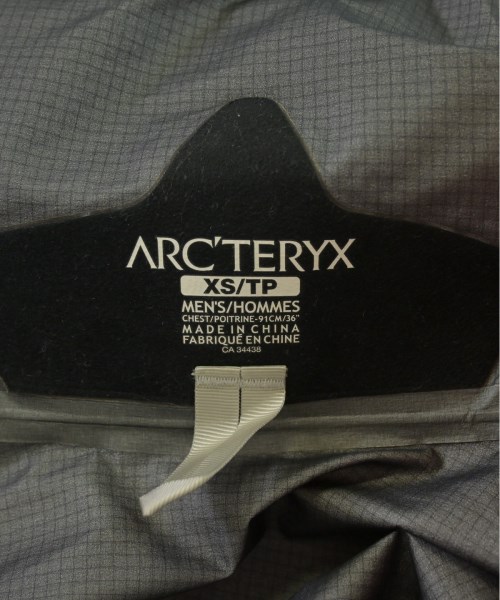 ARC'TERYX
XS/TP
MEN'S/HOMMES
CHEST/POITRINE-91CM/36"
MADE IN CHINA
FABRIQUÉ EN CHINE
CA 34438